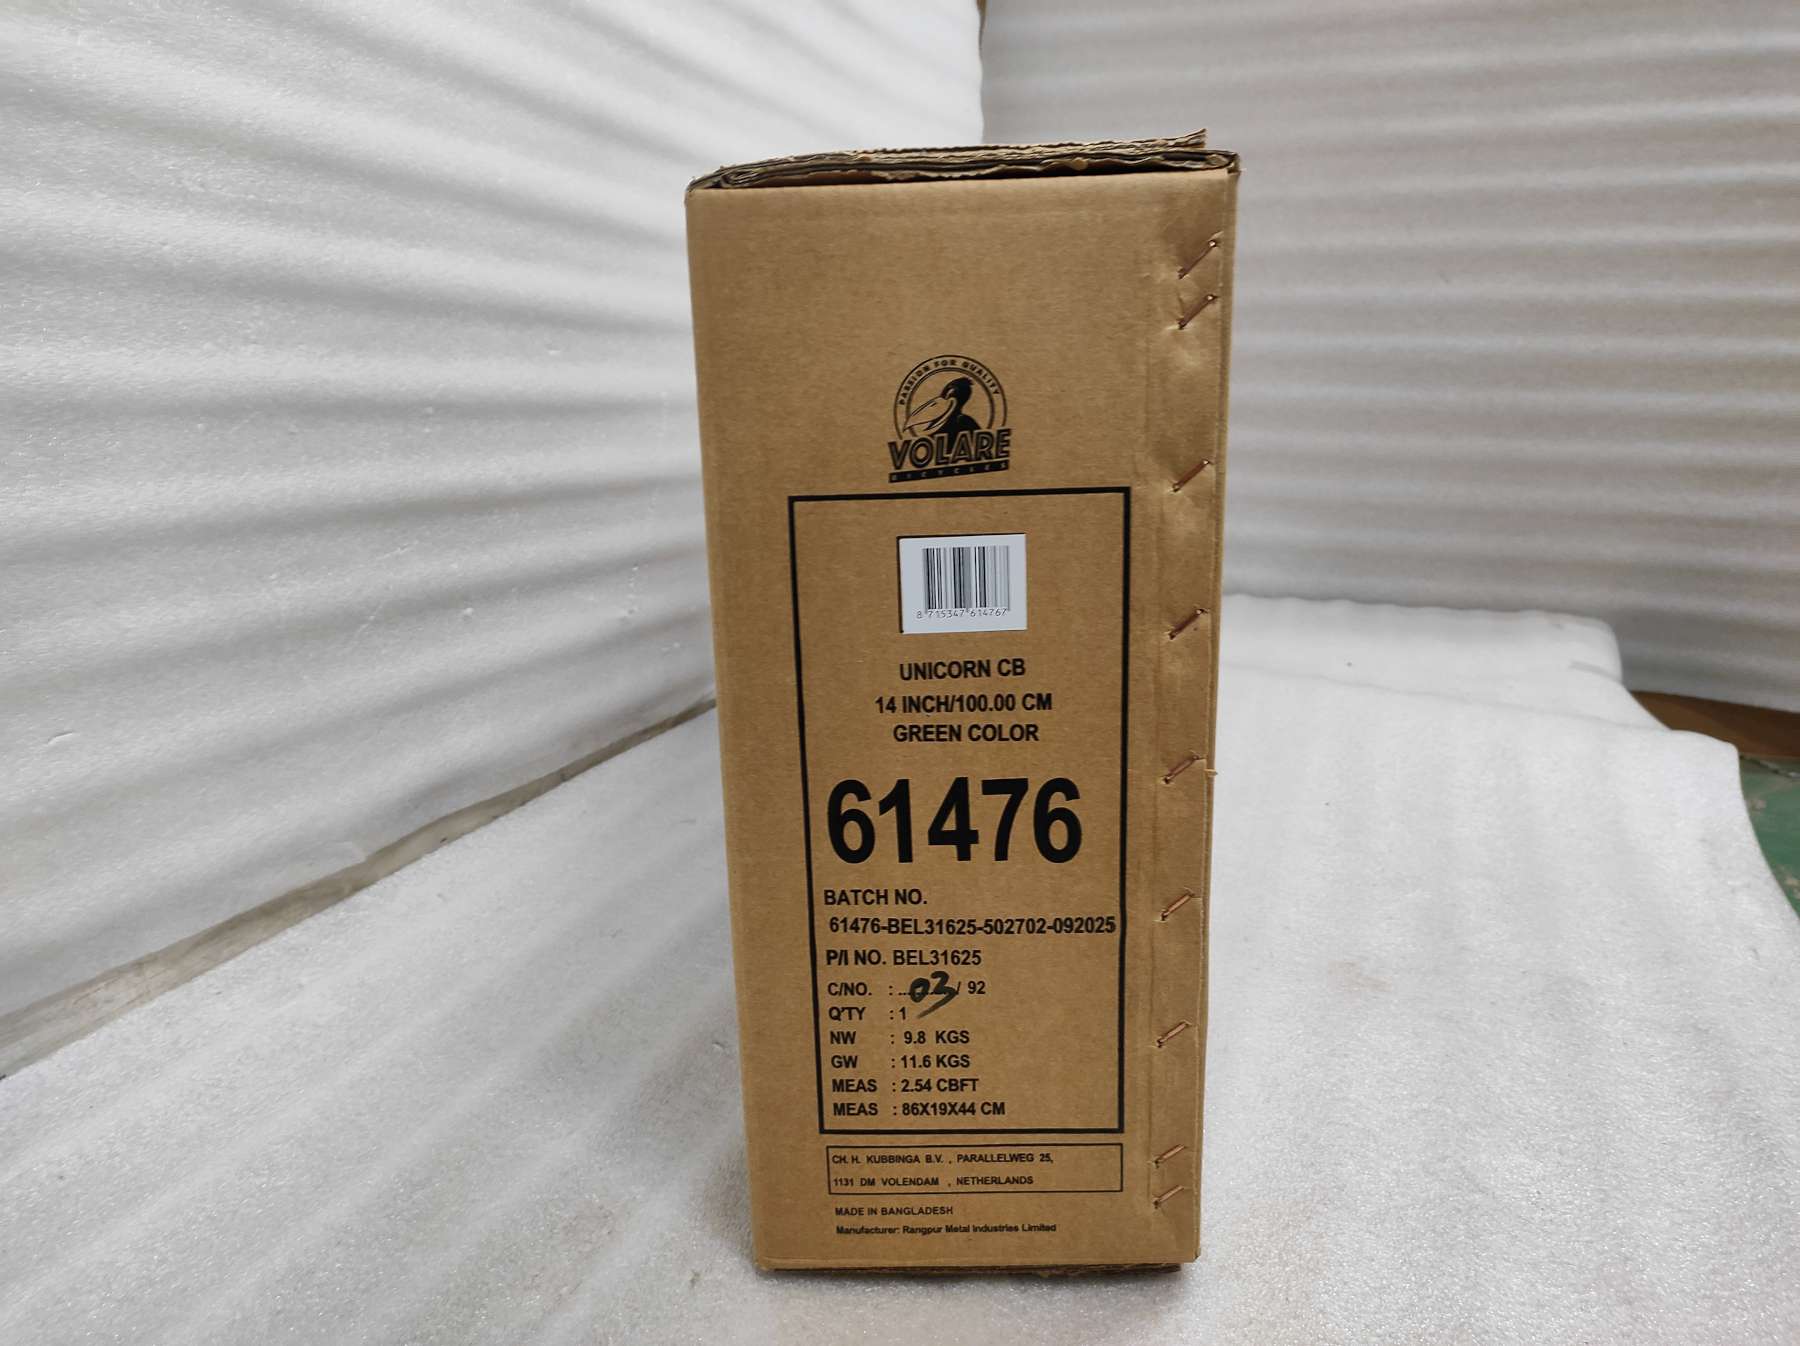 PASSION FOR QUALITY
VOLARE
BICYCLES
8 715347 614767
UNICORN CB
14 INCH/100.00 CM
GREEN COLOR
61476
BATCH NO.
61476-BEL31625-502702-092025
P/I NO. BEL31625
C/NO. : ...03.../ 92
Q'TY : 1
NW : 9.8 KGS
GW : 11.6 KGS
MEAS : 2.54 CBFT
MEAS : 86X19X44 CM
CH. H. KUBBINGA B.V. , PARALLELWEG 25,
1131 DM VOLENDAM , NETHERLANDS
MADE IN BANGLADESH
Manufacturer: Rangpur Metal Industries Limited